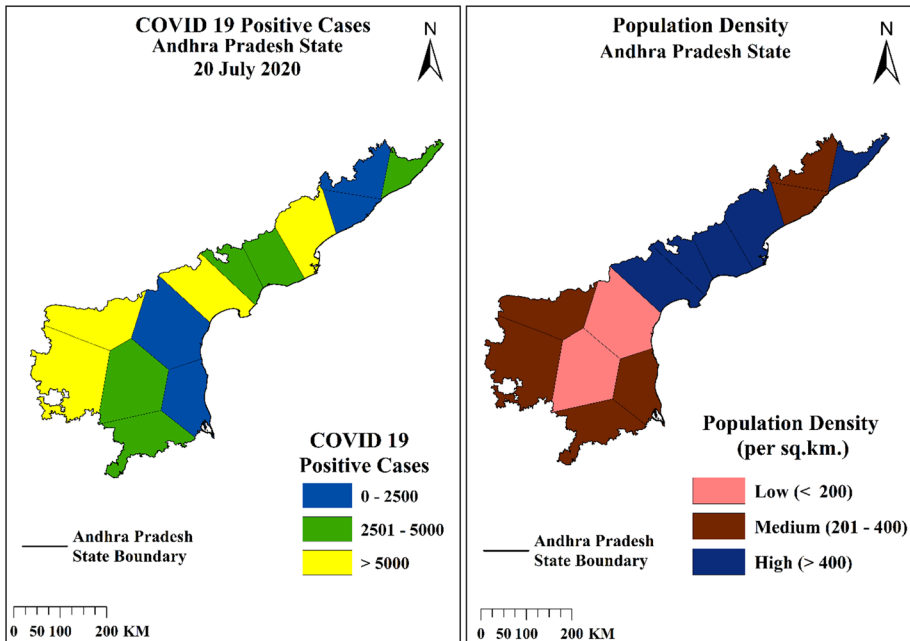 COVID 19 Positive Cases
Andhra Pradesh State
20 July 2020
N
COVID 19
Positive Cases
0 - 2500
2501 - 5000
> 5000
Andhra Pradesh
State Boundary
0 50 100 200 KM
Population Density
Andhra Pradesh State
N
Population Density
(per sq.km.)
Low (< 200)
Medium (201 - 400)
High (> 400)
Andhra Pradesh
State Boundary
0 50 100 200 KM